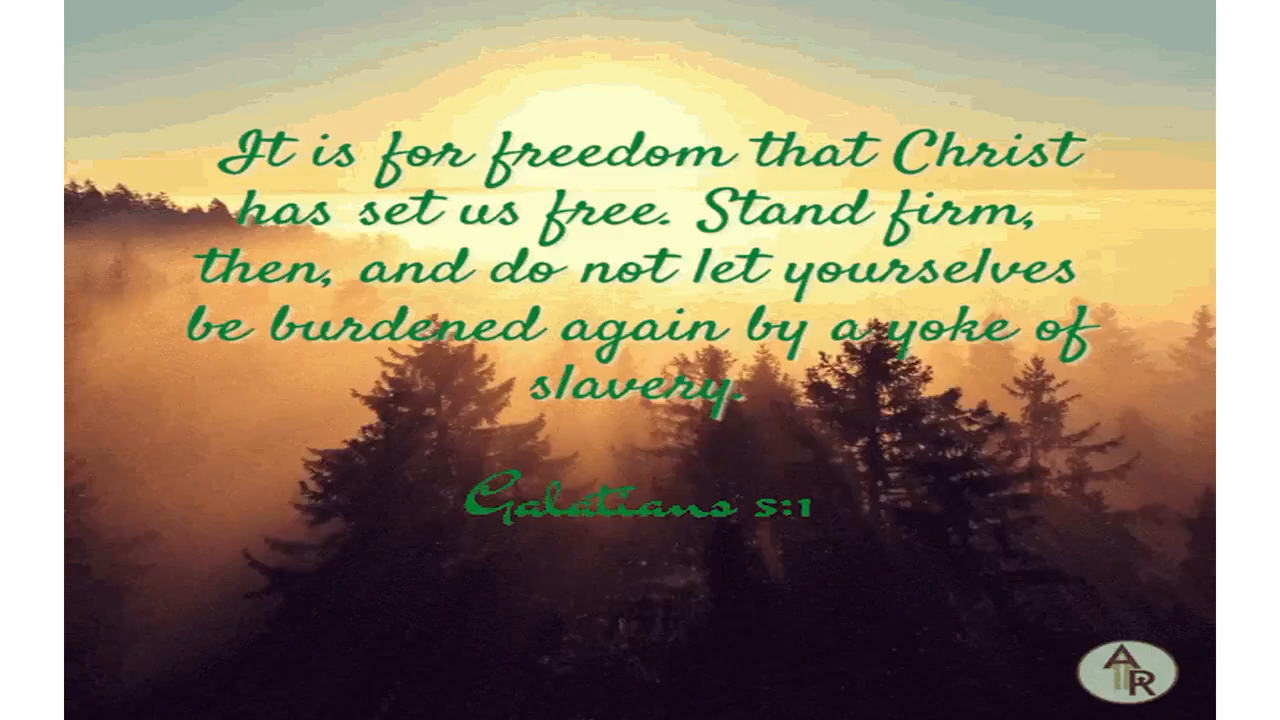 It is for freedom that Christ
has set us free. Stand firm,
then, and do not let yourselves
be burdened again by a yoke of
slavery.
Galatians 5:1
A R